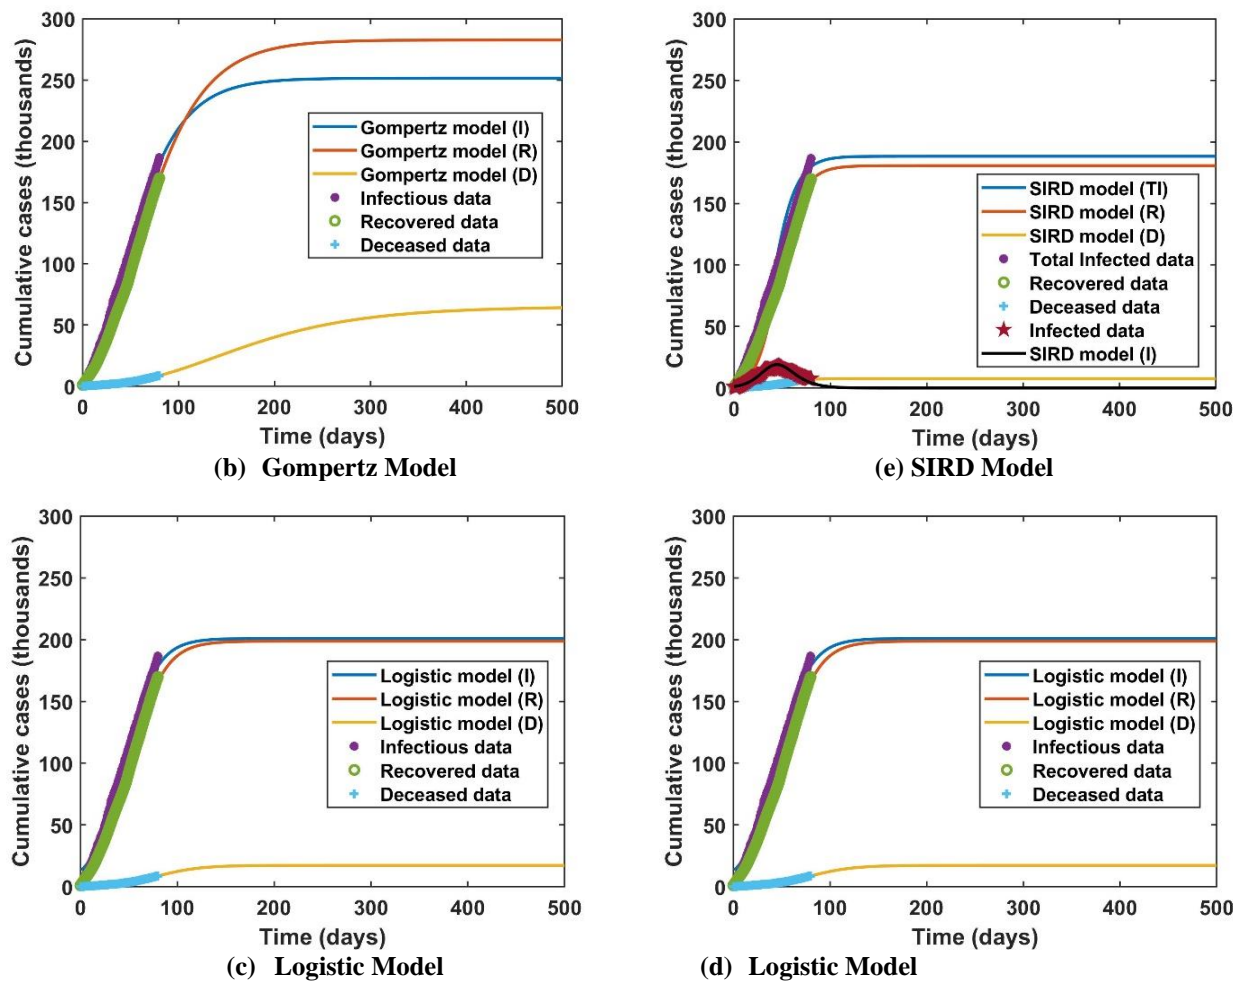 Cumulative cases (thousands)
300
250
200
150
100
50
0
Gompertz model (I)
Gompertz model (R)
Gompertz model (D)
Infectious data
Recovered data
Deceased data
0 100 200 300 400 500
Time (days)
(b) Gompertz Model
Cumulative cases (thousands)
300
250
200
150
100
50
0
SIRD model (TI)
SIRD model (R)
SIRD model (D)
Total Infected data
Recovered data
Deceased data
Infected data
SIRD model (I)
0 100 200 300 400 500
Time (days)
(e) SIRD Model
Cumulative cases (thousands)
300
250
200
150
100
50
0
Logistic model (I)
Logistic model (R)
Logistic model (D)
Infectious data
Recovered data
Deceased data
0 100 200 300 400 500
Time (days)
(c) Logistic Model
Cumulative cases (thousands)
300
250
200
150
100
50
0
Logistic model (I)
Logistic model (R)
Logistic model (D)
Infectious data
Recovered data
Deceased data
0 100 200 300 400 500
Time (days)
(d) Logistic Model